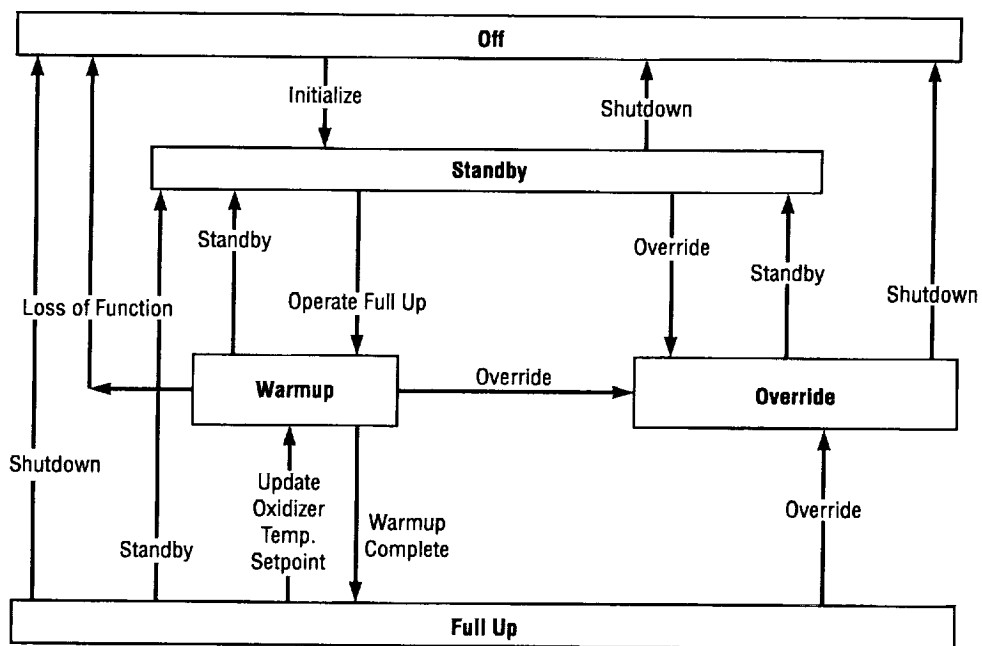 Off
Initialize
Shutdown
Standby
Standby
Override
Standby
Loss of Function
Operate Full Up
Shutdown
Warmup
Override
Override
Shutdown
Update
Oxidizer
Temp.
Setpoint
Warmup
Complete
Override
Standby
Full Up